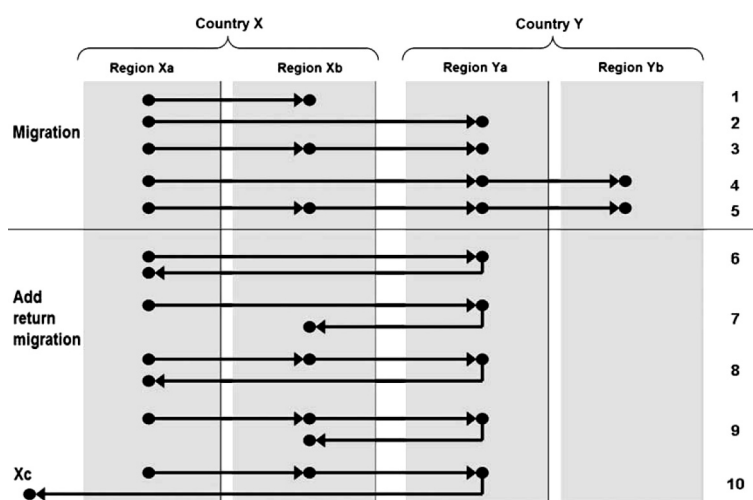 Country X Country Y
Region Xa Region Xb Region Ya Region Yb
1
Migration 2
3
4
5
6
Add
return
migration
7
8
9
Xc
10